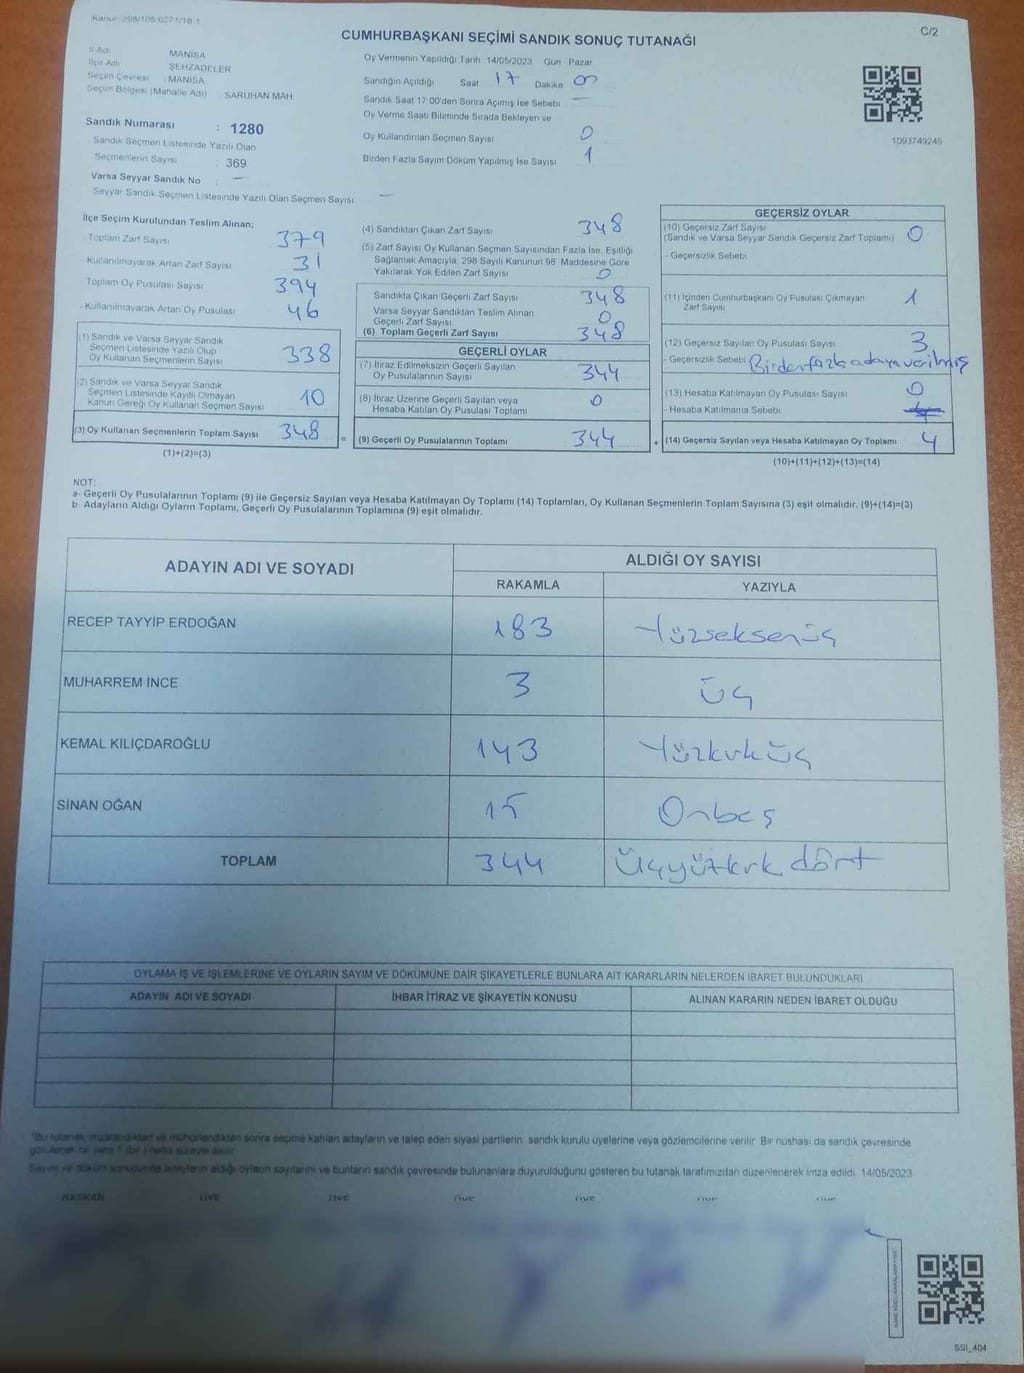 Kanun: 298/105 6271/18 1
C/2
CUMHURBAŞKANI SEÇİMİ SANDIK SONUÇ TUTANAĞI
İl Adı MANİSA
İlçe Adı ŞEHZADELER
Seçim Çevresi : MANİSA
Seçim Bölgesi (Mahalle Adı) SARUHAN MAH
Sandık Numarası : 1280
Sandık Seçmen Listesinde Yazılı Olan
Seçmenlerin Sayısı : 369
Varsa Seyyar Sandık No : —
Seyyar Sandık Seçmen Listesinde Yazılı Olan Seçmen Sayısı —
Oy Vermenin Yapıldığı Tarih 14/05/2023 Gün Pazar
Sandığın Açıldığı Saat 17 Dakika 00
Sandık Saat 17:00'den Sonra Açımış İse Sebebi —
Oy Verme Saati Bitiminde Sırada Bekleyen ve
Oy Kullandırılan Seçmen Sayısı 0
Birden Fazla Sayım Döküm Yapılmış İse Sayısı 1
1093749245
İlçe Seçim Kurulundan Teslim Alınan;
Toplam Zarf Sayısı 379
- Kullanılmayarak Artan Zarf Sayısı 31
Toplam Oy Pusulası Sayısı 394
- Kullanılmayarak Artan Oy Pusulası 46
(1) Sandık ve Varsa Seyyar Sandık
Seçmen Listesinde Yazılı Olup
Oy Kullanan Seçmenlerin Sayısı 338
(2) Sandık ve Varsa Seyyar Sandık
Seçmen Listesinde Kayıtlı Olmayan
Kanun Gereği Oy Kullanan Seçmen Sayısı 10
(3) Oy Kullanan Seçmenlerin Toplam Sayısı 348 =
(1)+(2)=(3)
(4) Sandıktan Çıkan Zarf Sayısı 348
(5) Zarf Sayısı Oy Kullanan Seçmen Sayısından Fazla İse, Eşitliği
Sağlamak Amacıyla, 298 Sayılı Kanunun 98. Maddesine Göre
Yakılarak Yok Edilen Zarf Sayısı 0
Sandıkta Çıkan Geçerli Zarf Sayısı 348
Varsa Seyyar Sandıktan Teslim Alınan
Geçerli Zarf Sayısı 0
(6) Toplam Geçerli Zarf Sayısı 348
GEÇERLİ OYLAR
(7) İtiraz Edilmeksizin Geçerli Sayılan
Oy Pusulalarının Sayısı 344
(8) İtiraz Üzerine Geçerli Sayılan veya
Hesaba Katılan Oy Pusulası Toplamı 0
(9) Geçerli Oy Pusulalarının Toplamı 344 +
GEÇERSİZ OYLAR
(10) Geçersiz Zarf Sayısı
(Sandık ve Varsa Seyyar Sandık Geçersiz Zarf Toplamı) 0
- Geçersizlik Sebebi
(11) İçinden Cumhurbaşkanı Oy Pusulası Çıkmayan
Zarf Sayısı 1
(12) Geçersiz Sayılan Oy Pusulası Sayısı 3
- Geçersizlik Sebebi Birden fazla adaya verilmiş
(13) Hesaba Katılmayan Oy Pusulası Sayısı 0
- Hesaba Katılmama Sebebi
(14) Geçersiz Sayılan veya Hesaba Katılmayan Oy Toplamı 4
(10)+(11)+(12)+(13)=(14)
NOT:
a- Geçerli Oy Pusulalarının Toplamı (9) ile Geçersiz Sayılan veya Hesaba Katılmayan Oy Toplamı (14) Toplamları, Oy Kullanan Seçmenlerin Toplam Sayısına (3) eşit olmalıdır. (9)+(14)=(3)
b- Adayların Aldığı Oyların Toplamı, Geçerli Oy Pusulalarının Toplamına (9) eşit olmalıdır.
ADAYIN ADI VE SOYADI
ALDIĞI OY SAYISI
RAKAMLA YAZIYLA
RECEP TAYYİP ERDOĞAN 183 Yüzseksenüç
MUHARREM İNCE 3 üç
KEMAL KILIÇDAROĞLU 143 Yüzkırküç
SİNAN OĞAN 15 Onbeş
TOPLAM 344 Üçyüzkırk dört
OYLAMA İŞ VE İŞLEMLERİNE VE OYLARIN SAYIM VE DÖKÜMÜNE DAİR ŞİKAYETLERLE BUNLARA AİT KARARLARIN NELERDEN İBARET BULUNDUKLARI
ADAYIN ADI VE SOYADI İHBAR İTİRAZ VE ŞİKAYETİN KONUSU ALINAN KARARIN NEDEN İBARET OLDUĞU
*Bu tutanak imzalandıktan ve mühürlendikten sonra seçime katılan adayların ve talep eden siyasi partilerin sandık kurulu üyelerine veya gözlemcilerine verilir. Bir nüshası da sandık çevresinde
görülecek bir yere 1 (bir) hafta süreyle asılır.
Sayım ve döküm sonucunda adayların aldığı oyların sayılarını ve bunların sandık çevresinde bulunanlara duyurulduğunu gösteren bu tutanak tarafımızdan düzenlenerek imza edildi. 14/05/2023
BAŞKAN ÜYE ÜYE ÜYE ÜYE ÜYE ÜYE
SSI_404